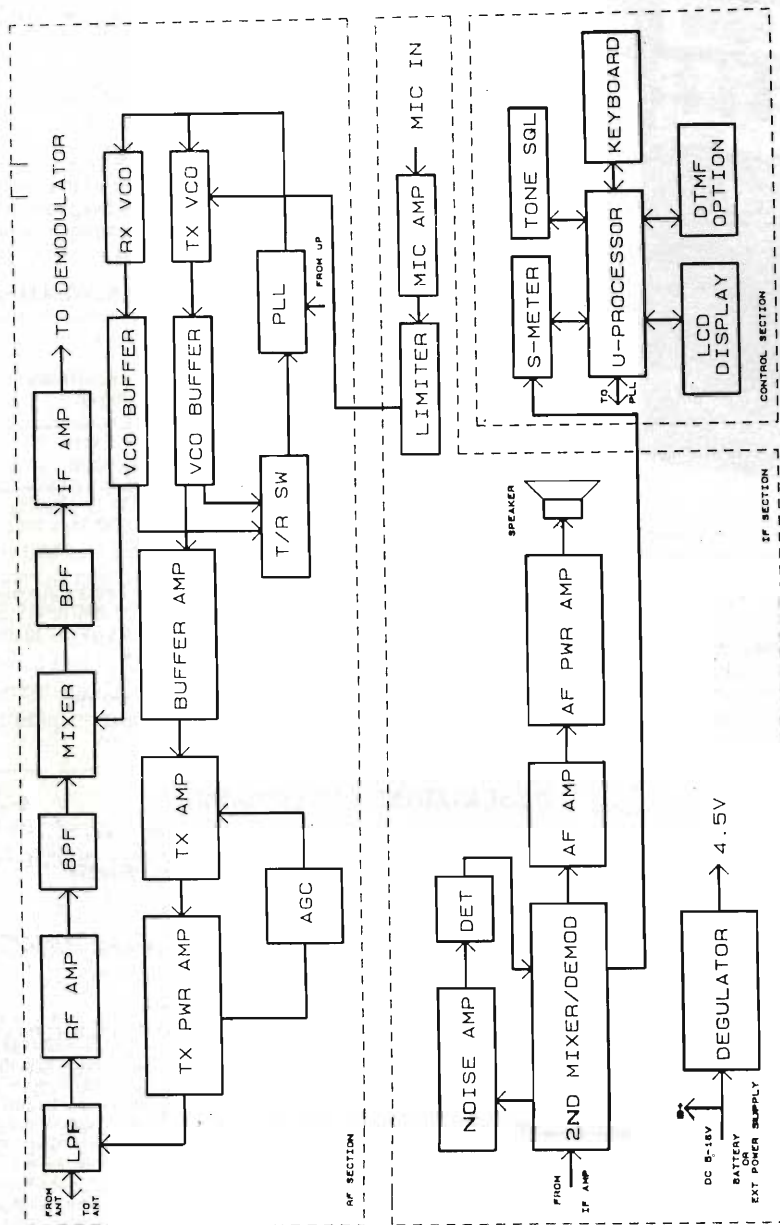 FROM
ANT
TO
ANT
LPF
RF AMP
BPF
MIXER
BPF
IF AMP
TO DEMODULATOR
TX PWR AMP
TX AMP
BUFFER AMP
VCO BUFFER
VCO BUFFER
RX VCO
TX VCO
AGC
T/R SW
PLL
FROM uP
RF SECTION
LIMITER
MIC AMP
MIC IN
NOISE AMP
DET
FROM
IF AMP
2ND MIXER/DEMOD
AF AMP
AF PWR AMP
SPEAKER
DC 5-16V
BATTERY
OR
EXT POWER SUPPLY
B+
DEGULATOR
4.5V
IF SECTION
S-METER
TONE SQL
TO
PLL
U-PROCESSOR
KEYBOARD
LCD
DISPLAY
DTMF
OPTION
CONTROL SECTION